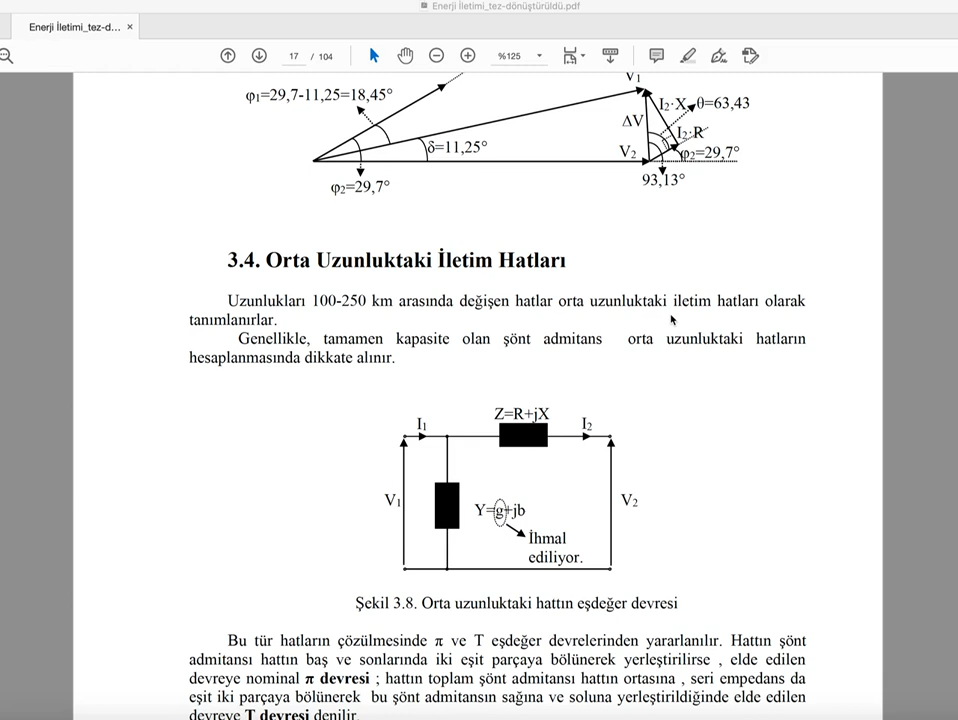 Enerji İletimi_tez-dönüştürüldü.pdf
Enerji İletimi_tez-d... ×
17 / 104
%125
V1
φ1=29,7-11,25=18,45°
I2·X
θ=63,43
ΔV
I2·R
δ=11,25°
V2
φ2=29,7°
93,13°
φ2=29,7°
3.4. Orta Uzunluktaki İletim Hatları
Uzunlukları 100-250 km arasında değişen hatlar orta uzunluktaki iletim hatları olarak
tanımlanırlar.
Genellikle, tamamen kapasite olan şönt admitans orta uzunluktaki hatların
hesaplanmasında dikkate alınır.
Z=R+jX
I1
I2
V1
Y=g+jb
V2
İhmal
ediliyor.
Şekil 3.8. Orta uzunluktaki hattın eşdeğer devresi
Bu tür hatların çözülmesinde π ve T eşdeğer devrelerinden yararlanılır. Hattın şönt
admitansı hattın baş ve sonlarında iki eşit parçaya bölünerek yerleştirilirse , elde edilen
devreye nominal π devresi ; hattın toplam şönt admitansı hattın ortasına , seri empedans da
eşit iki parçaya bölünerek bu şönt admitansın sağına ve soluna yerleştirildiğinde elde edilen
devreye T devresi denilir.